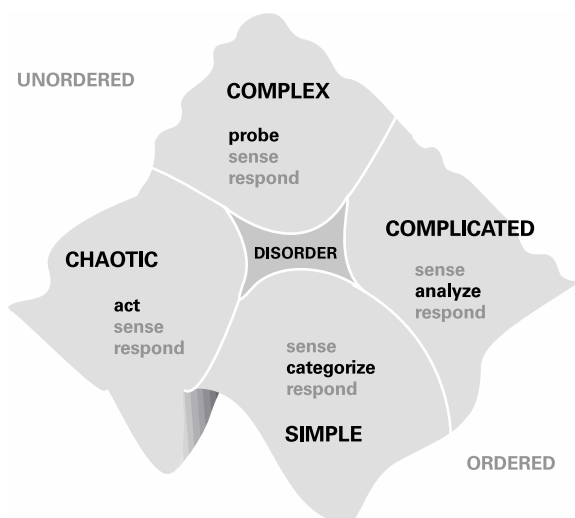 UNORDERED
COMPLEX
probe
sense
respond
CHAOTIC
act
sense
respond
DISORDER
COMPLICATED
sense
analyze
respond
sense
categorize
respond
SIMPLE
ORDERED